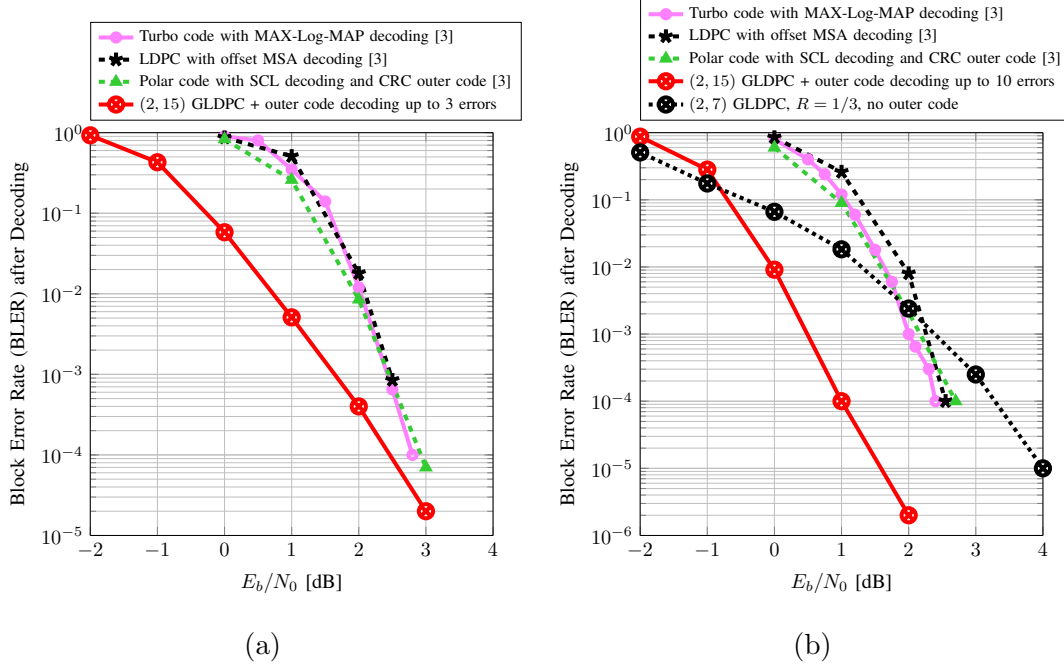 Turbo code with MAX-Log-MAP decoding [3]
LDPC with offset MSA decoding [3]
Polar code with SCL decoding and CRC outer code [3]
(2, 15) GLDPC + outer code decoding up to 3 errors
10^0
10^−1
10^−2
10^−3
10^−4
10^−5
Block Error Rate (BLER) after Decoding
−2 −1 0 1 2 3 4
E_b/N_0 [dB]
(a)
Turbo code with MAX-Log-MAP decoding [3]
LDPC with offset MSA decoding [3]
Polar code with SCL decoding and CRC outer code [3]
(2, 15) GLDPC + outer code decoding up to 10 errors
(2, 7) GLDPC, R = 1/3, no outer code
10^0
10^−1
10^−2
10^−3
10^−4
10^−5
10^−6
Block Error Rate (BLER) after Decoding
−2 −1 0 1 2 3 4
E_b/N_0 [dB]
(b)